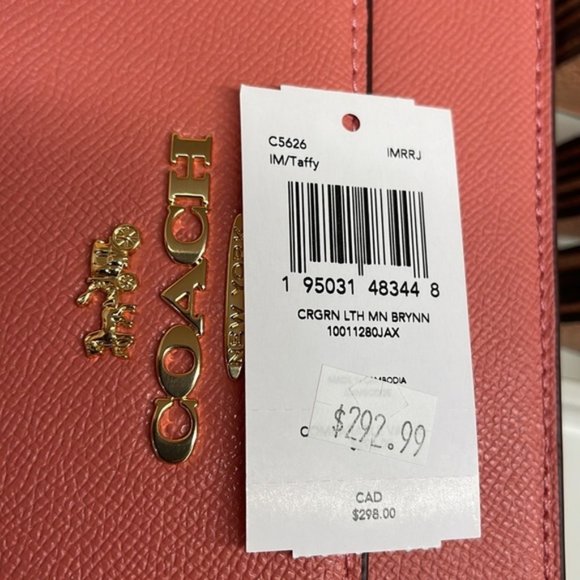 COACH
NEW YORK
C5626
IM/Taffy
IMRRJ
1 95031 48344 8
CRGRN LTH MN BRYNN
10011280JAX
CAMBODIA
$292.99
CAD
$298.00